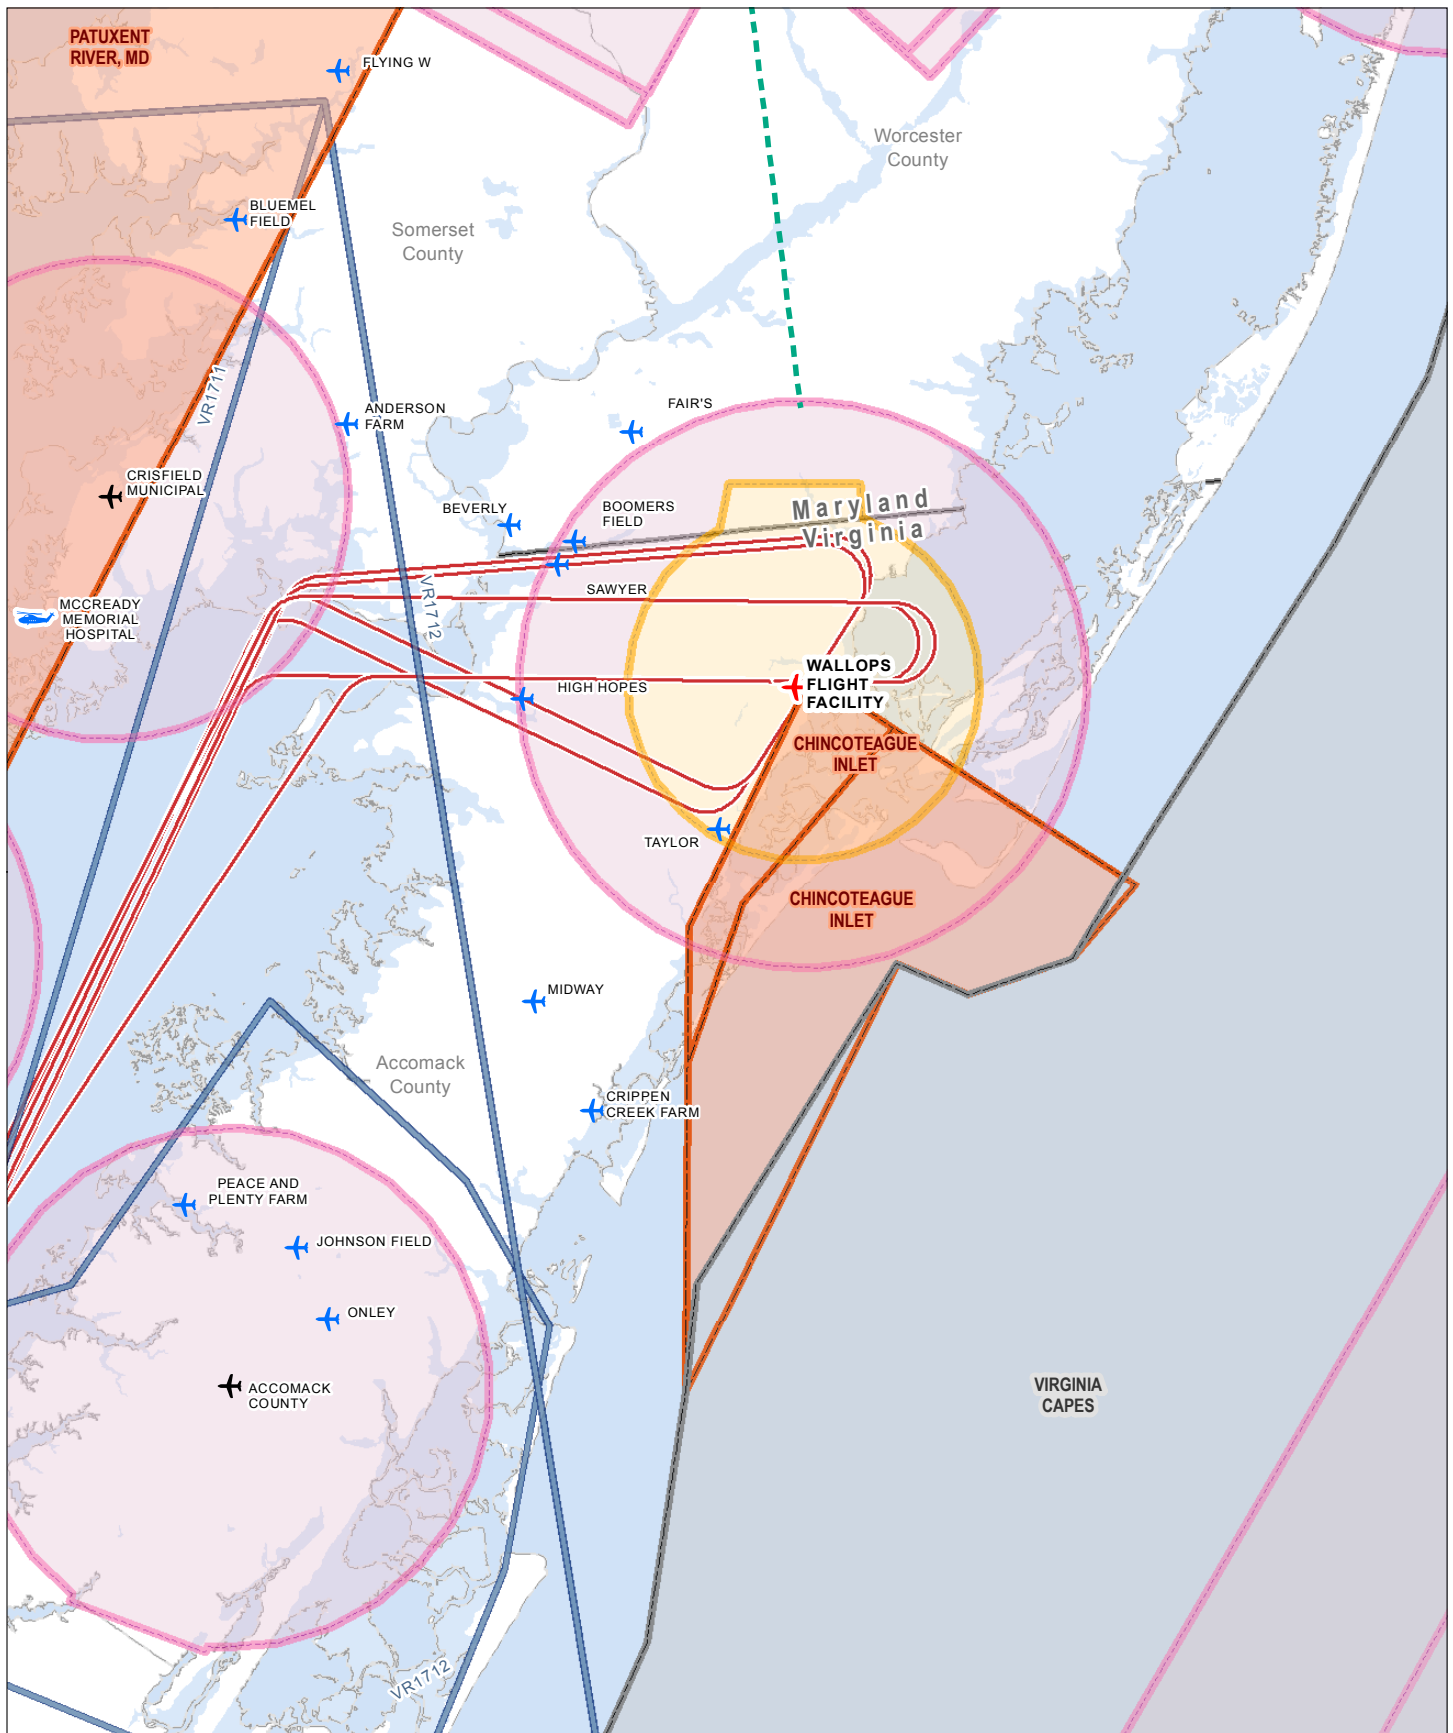 PATUXENT
RIVER, MD
FLYING W
Worcester
County
BLUEMEL
FIELD
Somerset
County
VR1711
ANDERSON
FARM
FAIR'S
CRISFIELD
MUNICIPAL
BEVERLY
BOOMERS
FIELD
Maryland
Virginia
MCCREADY
MEMORIAL
HOSPITAL
VR1712
SAWYER
HIGH HOPES
WALLOPS
FLIGHT
FACILITY
CHINCOTEAGUE
INLET
TAYLOR
CHINCOTEAGUE
INLET
MIDWAY
Accomack
County
CRIPPEN
CREEK FARM
PEACE AND
PLENTY FARM
JOHNSON FIELD
ONLEY
ACCOMACK
COUNTY
VIRGINIA
CAPES
VR1712